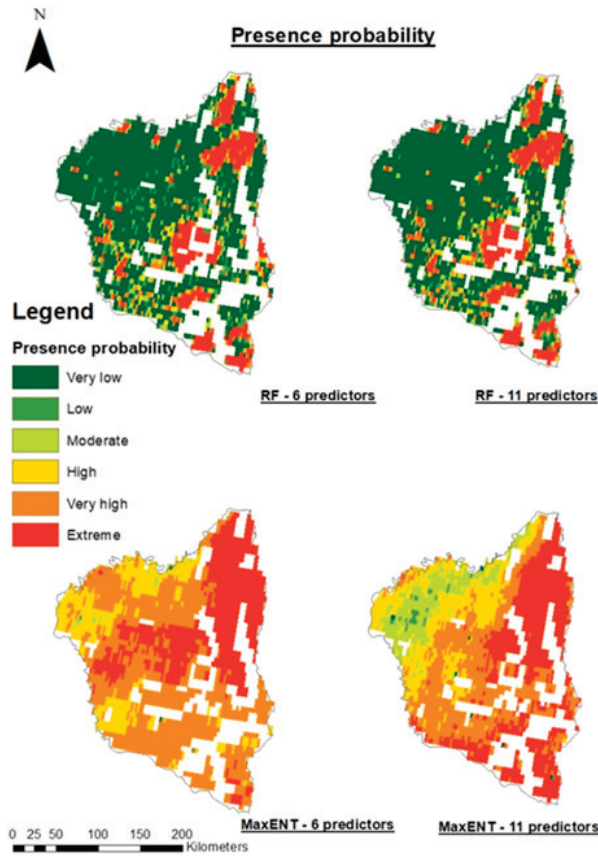 N
Presence probability
Legend
Presence probability
Very low
Low
Moderate
High
Very high
Extreme
RF - 6 predictors
RF - 11 predictors
MaxENT - 6 predictors
MaxENT - 11 predictors
0 25 50 100 150 200
Kilometers